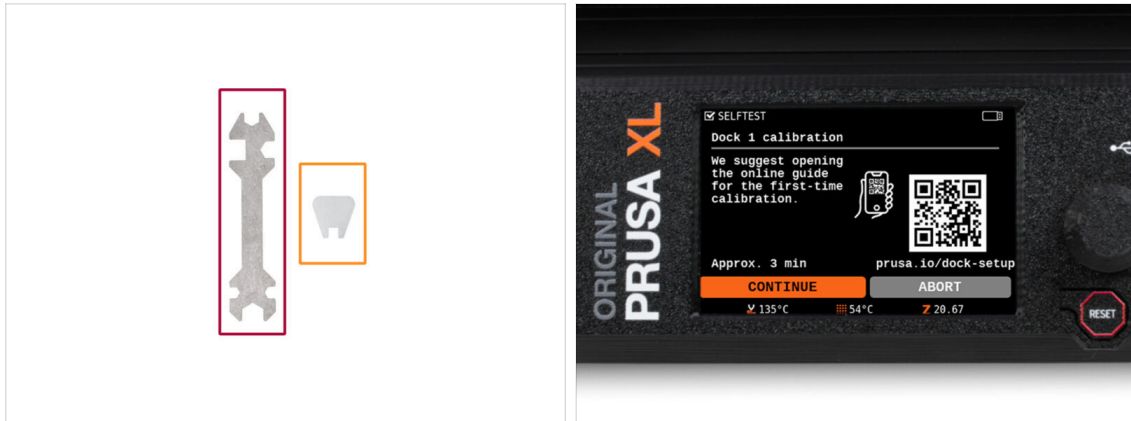 ORIGINAL
PRUSA XL
SELFTEST
Dock 1 calibration
We suggest opening
the online guide
for the first-time
calibration.
Approx. 3 min
prusa.io/dock-setup
CONTINUE
ABORT
135°C
54°C
Z 20.67
RESET